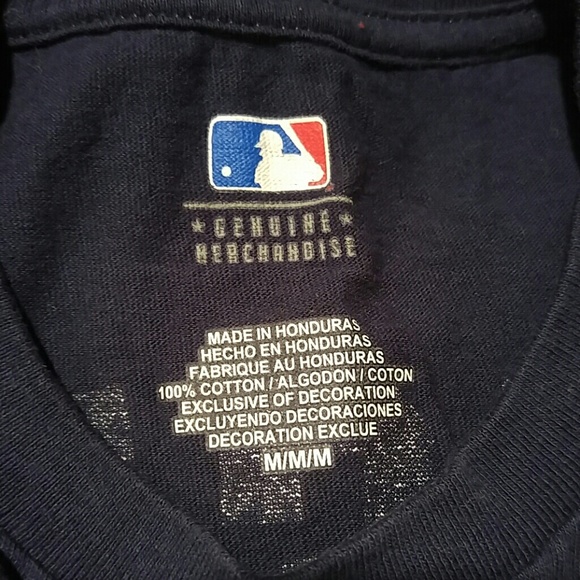 ★ GENUINE ★
MERCHANDISE
MADE IN HONDURAS
HECHO EN HONDURAS
FABRIQUE AU HONDURAS
100% COTTON / ALGODON / COTON
EXCLUSIVE OF DECORATION
EXCLUYENDO DECORACIONES
DECORATION EXCLUE
M/M/M